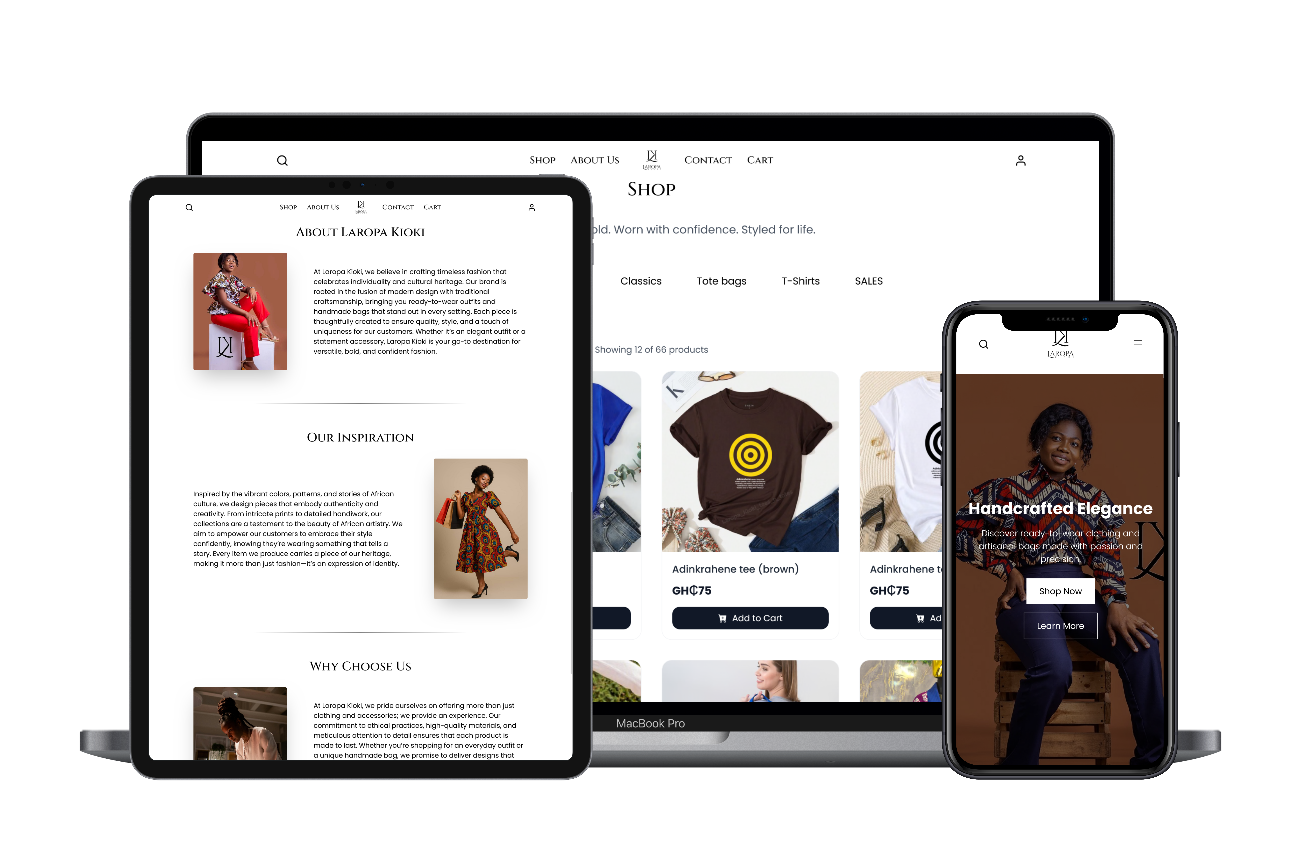 SHOP ABOUT US LAROPA CONTACT CART
SHOP
old. Worn with confidence. Styled for life.
Classics Tote bags T-Shirts SALES
Showing 12 of 66 products
Adinkrahene tee (brown)
GH₵75
Add to Cart
Adinkrahene t
GH₵75
Ad
MacBook Pro
SHOP ABOUT US CONTACT CART
ABOUT LAROPA KIOKI
At Laropa Kioki, we believe in crafting timeless fashion that
celebrates individuality and cultural heritage. Our brand is
rooted in the fusion of modern design with traditional
craftsmanship, bringing you ready-to-wear outfits and
handmade bags that stand out in every setting. Each piece is
thoughtfully created to ensure quality, style, and a touch of
uniqueness for our customers. Whether it's an elegant outfit or a
statement accessory, Laropa Kioki is your go-to destination for
versatile, bold, and confident fashion.
OUR INSPIRATION
Inspired by the vibrant colors, patterns, and stories of African
culture, we design pieces that embody authenticity and
creativity. From intricate prints to detailed handiwork, our
collections are a testament to the beauty of African artistry. We
aim to empower our customers to embrace their style
confidently, knowing they're wearing something that tells a
story. Every item we produce carries a piece of our heritage,
making it more than just fashion—it's an expression of identity.
WHY CHOOSE US
At Laropa Kioki, we pride ourselves on offering more than just
clothing and accessories; we provide an experience. Our
commitment to ethical practices, high-quality materials, and
meticulous attention to detail ensures that each product is
made to last. Whether you're shopping for an everyday outfit or
a unique handmade bag, we promise to deliver designs that
LAROPA
Handcrafted Elegance
Discover ready-to-wear clothing and
artisanal bags made with passion and
precision.
Shop Now
Learn More